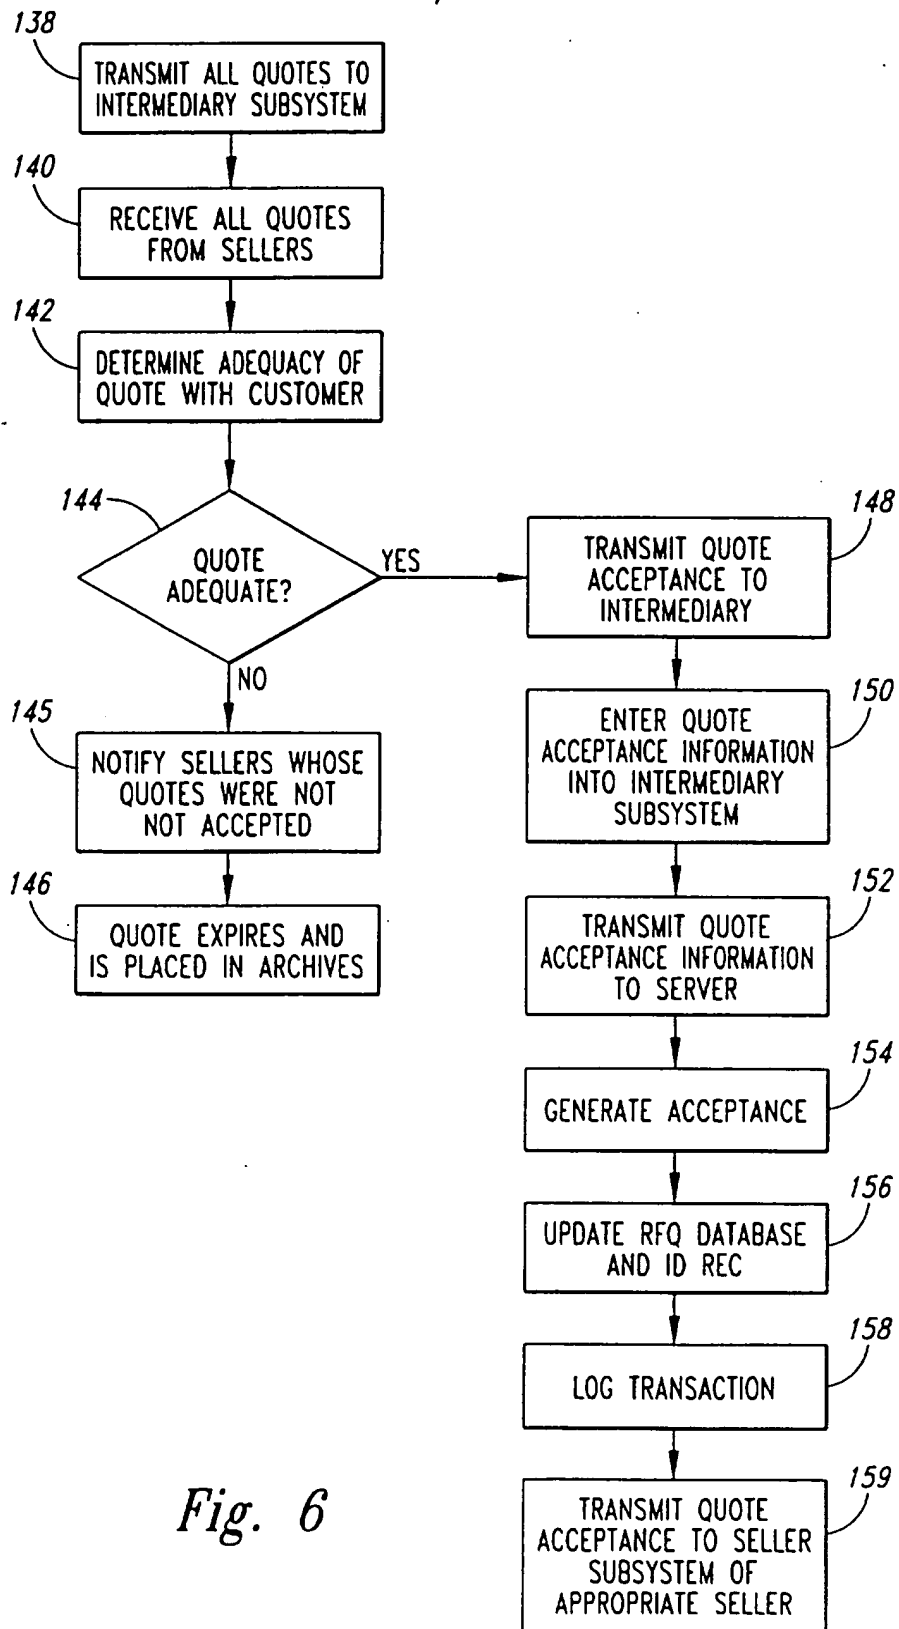 138
TRANSMIT ALL QUOTES TO
INTERMEDIARY SUBSYSTEM
140
RECEIVE ALL QUOTES
FROM SELLERS
142
DETERMINE ADEQUACY OF
QUOTE WITH CUSTOMER
144
QUOTE
ADEQUATE?
YES
NO
145
NOTIFY SELLERS WHOSE
QUOTES WERE NOT
NOT ACCEPTED
146
QUOTE EXPIRES AND
IS PLACED IN ARCHIVES
148
TRANSMIT QUOTE
ACCEPTANCE TO
INTERMEDIARY
150
ENTER QUOTE
ACCEPTANCE INFORMATION
INTO INTERMEDIARY
SUBSYSTEM
152
TRANSMIT QUOTE
ACCEPTANCE INFORMATION
TO SERVER
154
GENERATE ACCEPTANCE
156
UPDATE RFQ DATABASE
AND ID REC
158
LOG TRANSACTION
159
TRANSMIT QUOTE
ACCEPTANCE TO SELLER
SUBSYSTEM OF
APPROPRIATE SELLER
Fig. 6